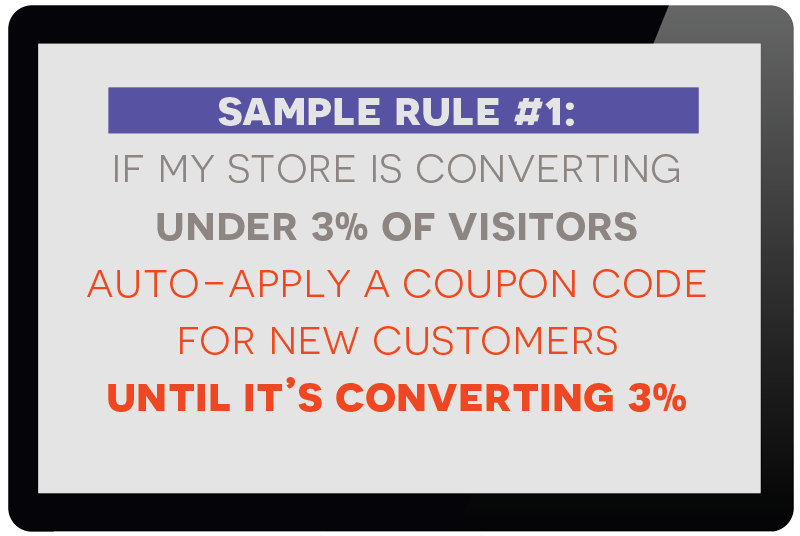 SAMPLE RULE #1:
IF MY STORE IS CONVERTING
UNDER 3% OF VISITORS
AUTO-APPLY A COUPON CODE
FOR NEW CUSTOMERS
UNTIL IT'S CONVERTING 3%